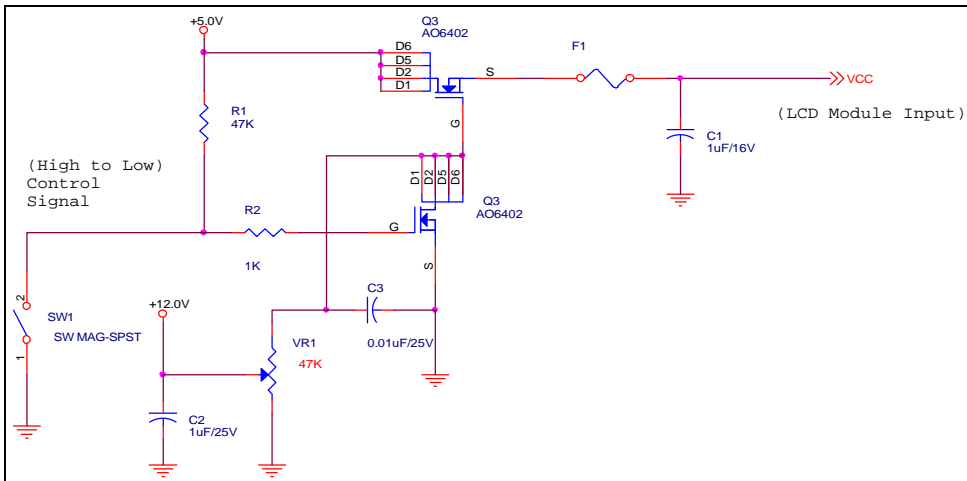 +5.0V
Q3
AO6402
D6
D5
D2
D1
S
G
F1
VCC
(LCD Module Input)
R1
47K
C1
1uF/16V
(High to Low)
Control
Signal
D1
D2
D5
D6
Q3
AO6402
R2
1K
G
S
2
SW1
SW MAG-SPST
1
+12.0V
C3
0.01uF/25V
VR1
47K
C2
1uF/25V